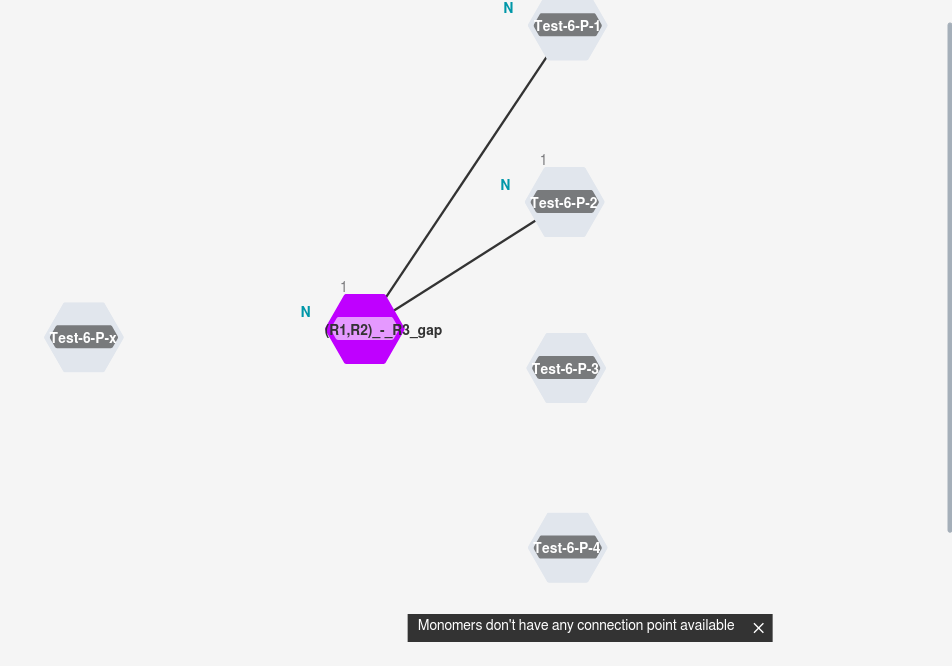 N
Test-6-P-1
1
N
Test-6-P-2
1
N
(R1,R2)_-_R3_gap
Test-6-P-x
Test-6-P-3
Test-6-P-4
Monomers don't have any connection point available